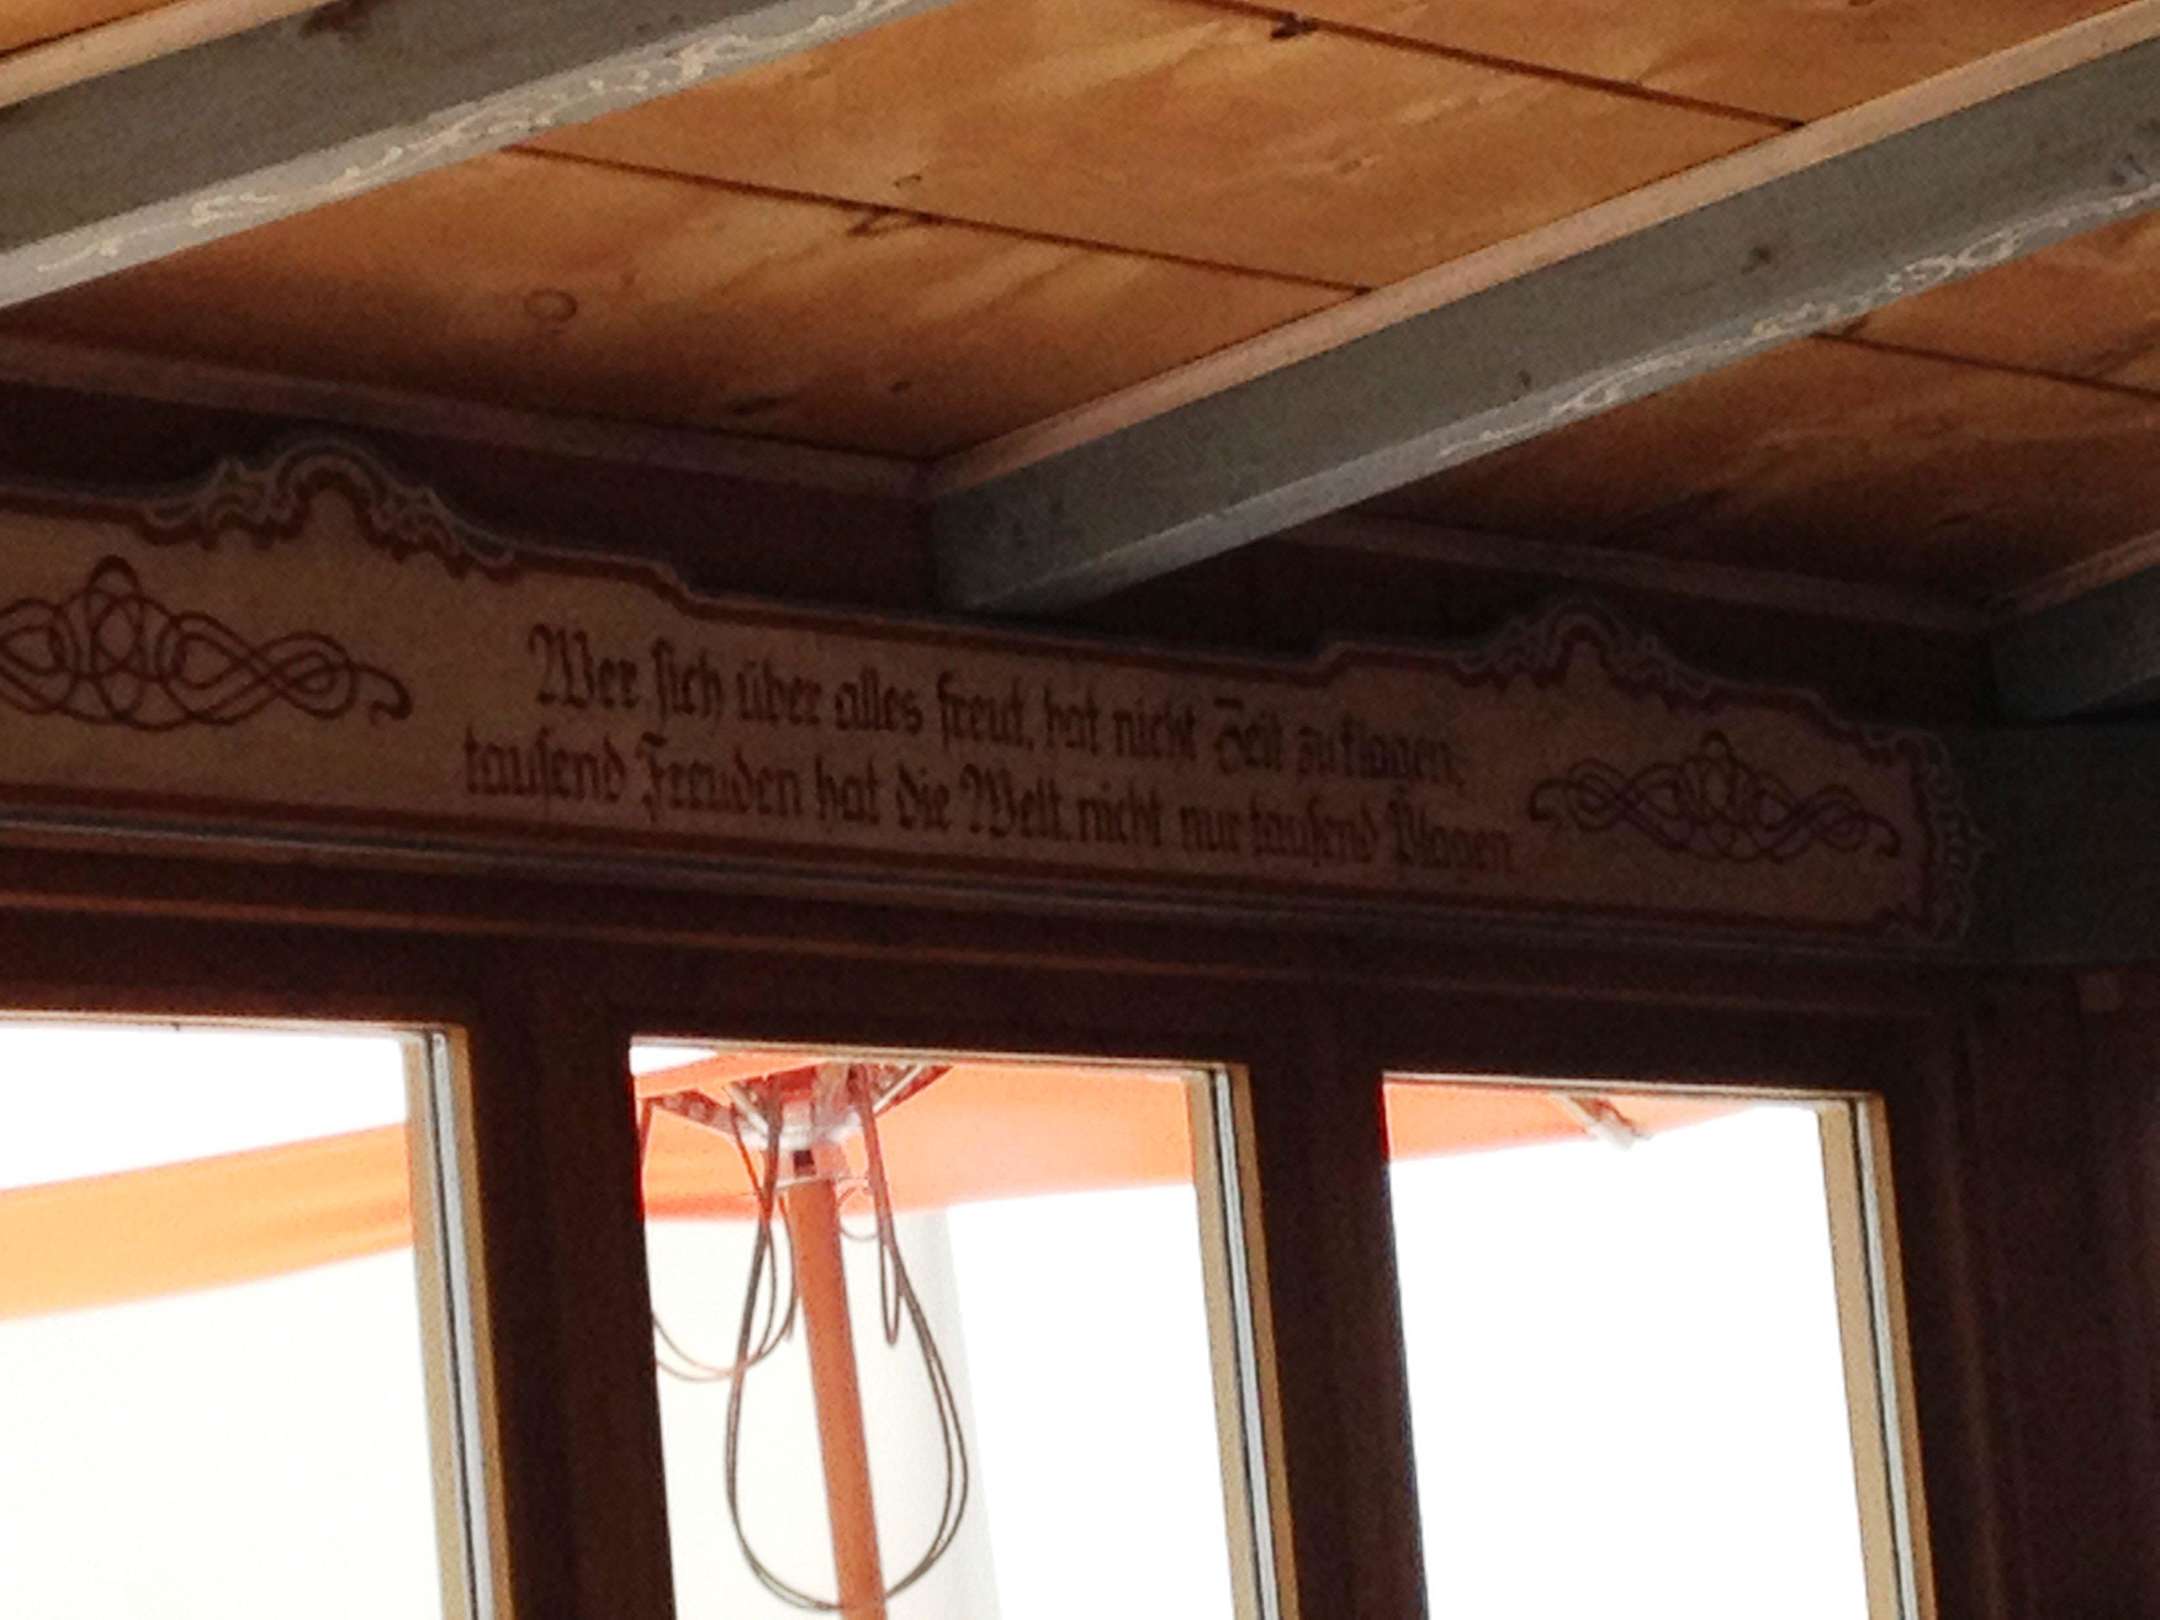 Wer sich über alles freut, hat nicht Zeit zu klagen,
tausend Freuden hat die Welt, nicht nur tausend Plagen.